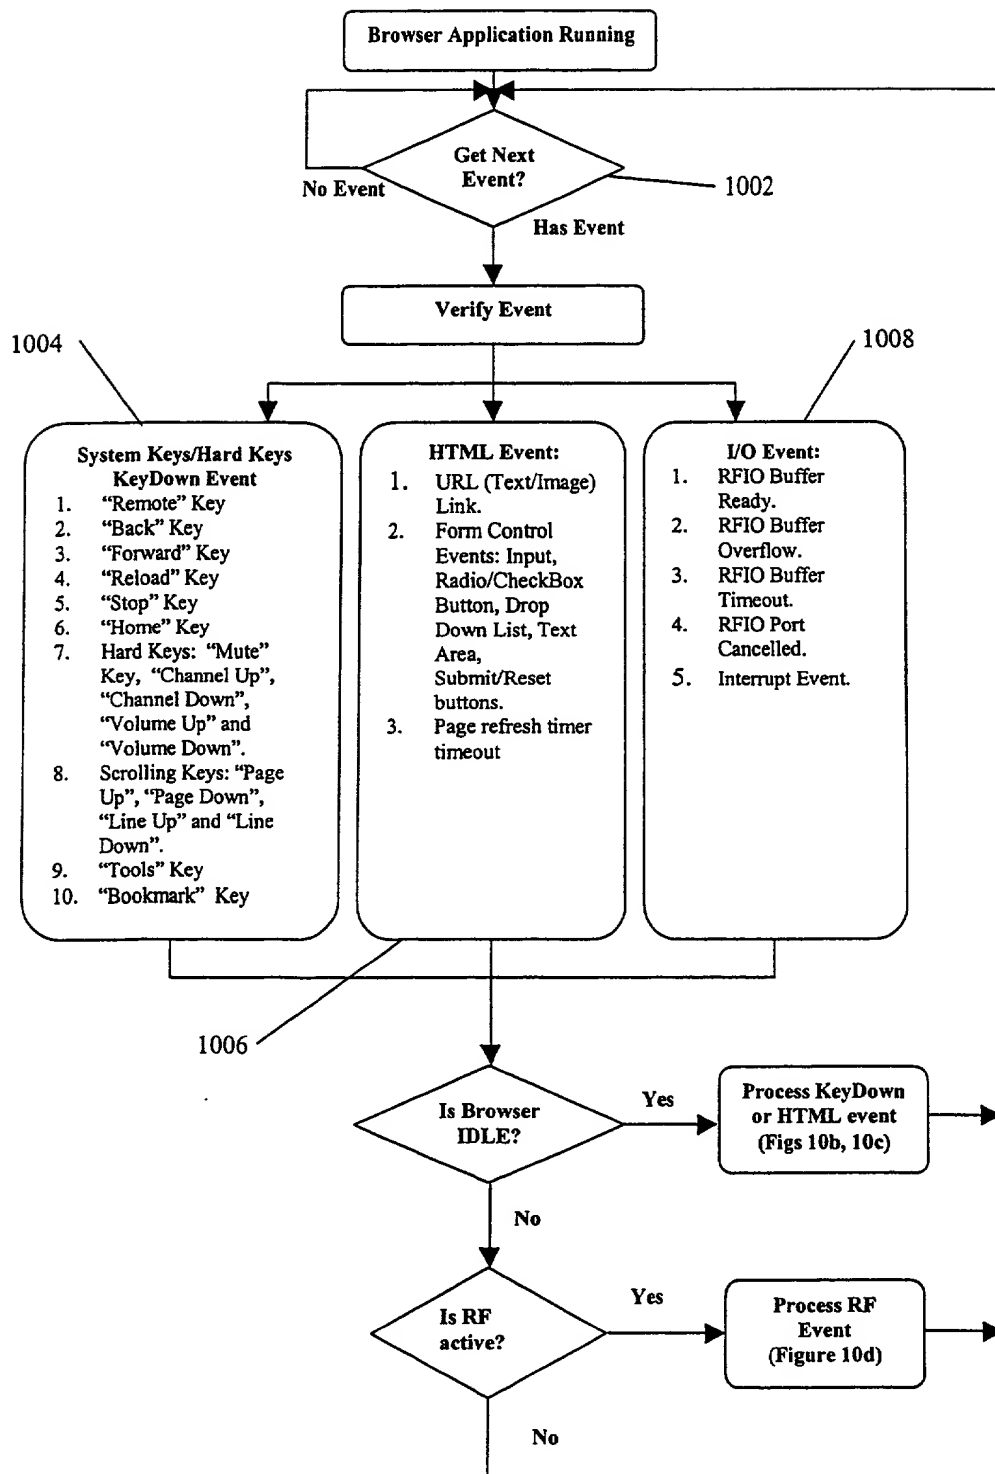 Browser Application Running
Get Next
Event?
No Event
1002
Has Event
Verify Event
1004
1008
System Keys/Hard Keys
KeyDown Event
1. “Remote” Key
2. “Back” Key
3. “Forward” Key
4. “Reload” Key
5. “Stop” Key
6. “Home” Key
7. Hard Keys: “Mute”
Key, “Channel Up”,
“Channel Down”,
“Volume Up” and
“Volume Down”.
8. Scrolling Keys: “Page
Up”, “Page Down”,
“Line Up” and “Line
Down”.
9. “Tools” Key
10. “Bookmark” Key
HTML Event:
1. URL (Text/Image)
Link.
2. Form Control
Events: Input,
Radio/CheckBox
Button, Drop
Down List, Text
Area,
Submit/Reset
buttons.
3. Page refresh timer
timeout
I/O Event:
1. RFIO Buffer
Ready.
2. RFIO Buffer
Overflow.
3. RFIO Buffer
Timeout.
4. RFIO Port
Cancelled.
5. Interrupt Event.
1006
Is Browser
IDLE?
Yes
Process KeyDown
or HTML event
(Figs 10b, 10c)
No
Is RF
active?
Yes
Process RF
Event
(Figure 10d)
No